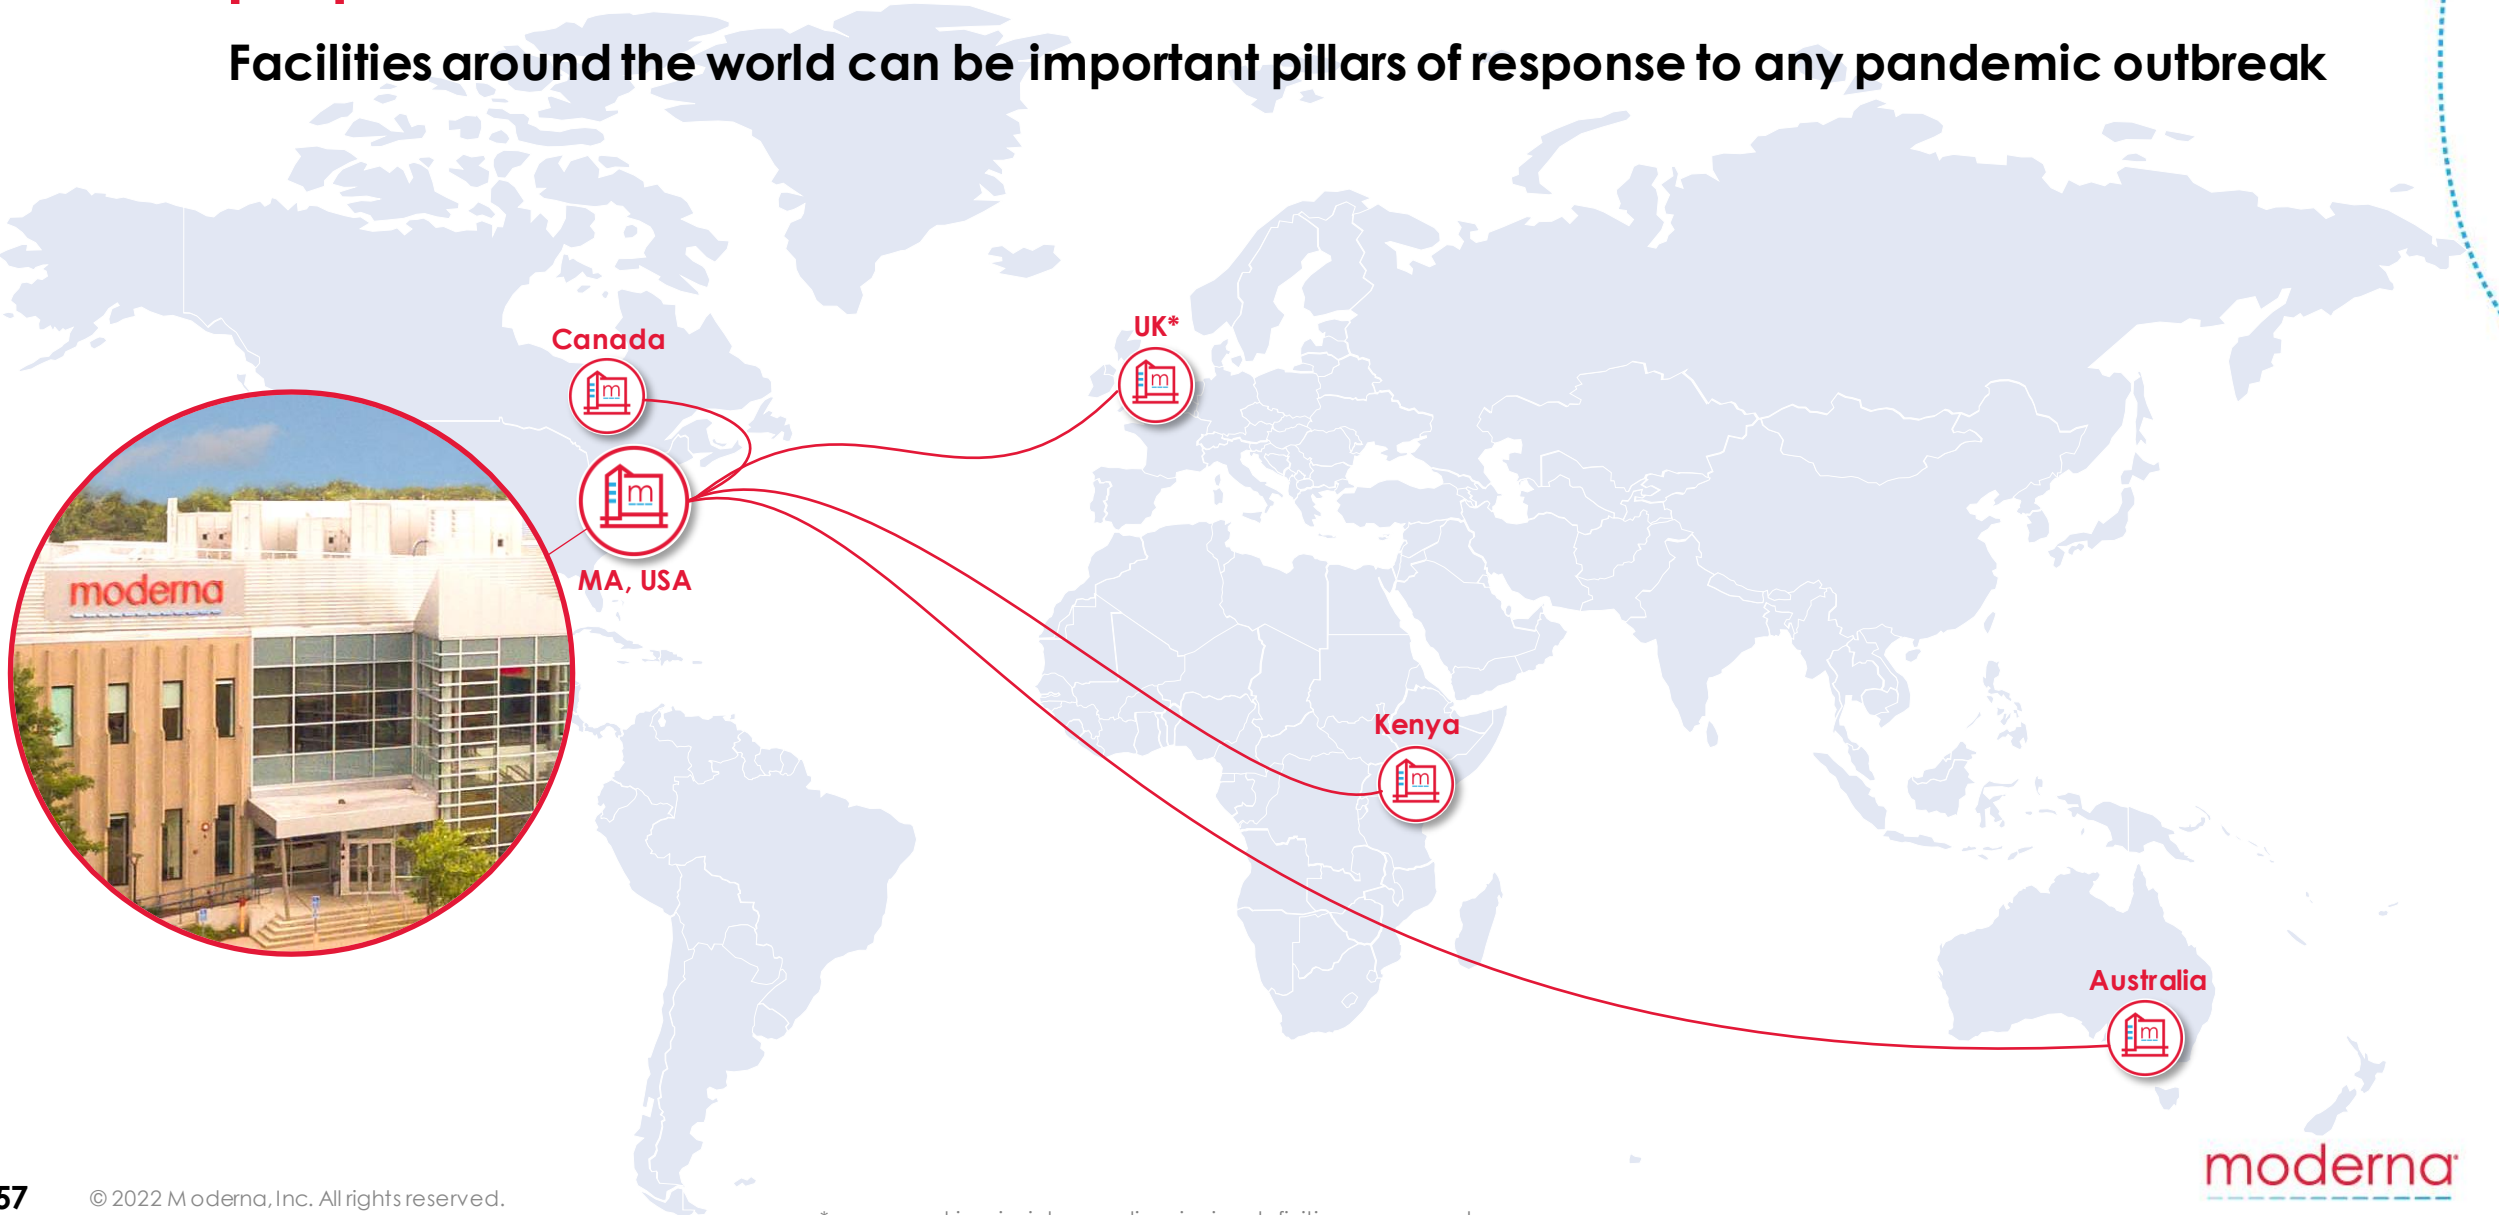 Facilities around the world can be important pillars of response to any pandemic outbreak
UK*
Canada
m
m
m
MA, USA
moderna
Kenya
m
Australia
m
moderna
57
© 2022 Moderna, Inc. All rights reserved.